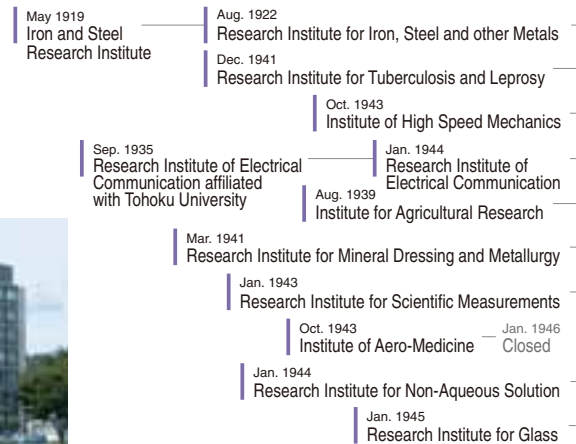 May 1919
Iron and Steel
Research Institute
Aug. 1922
Research Institute for Iron, Steel and other Metals
Dec. 1941
Research Institute for Tuberculosis and Leprosy
Oct. 1943
Institute of High Speed Mechanics
Sep. 1935
Research Institute of Electrical
Communication affiliated
with Tohoku University
Jan. 1944
Research Institute of
Electrical Communication
Aug. 1939
Institute for Agricultural Research
Mar. 1941
Research Institute for Mineral Dressing and Metallurgy
Jan. 1943
Research Institute for Scientific Measurements
Oct. 1943
Institute of Aero-Medicine
Jan. 1946
Closed
Jan. 1944
Research Institute for Non-Aqueous Solution
Jan. 1945
Research Institute for Glass